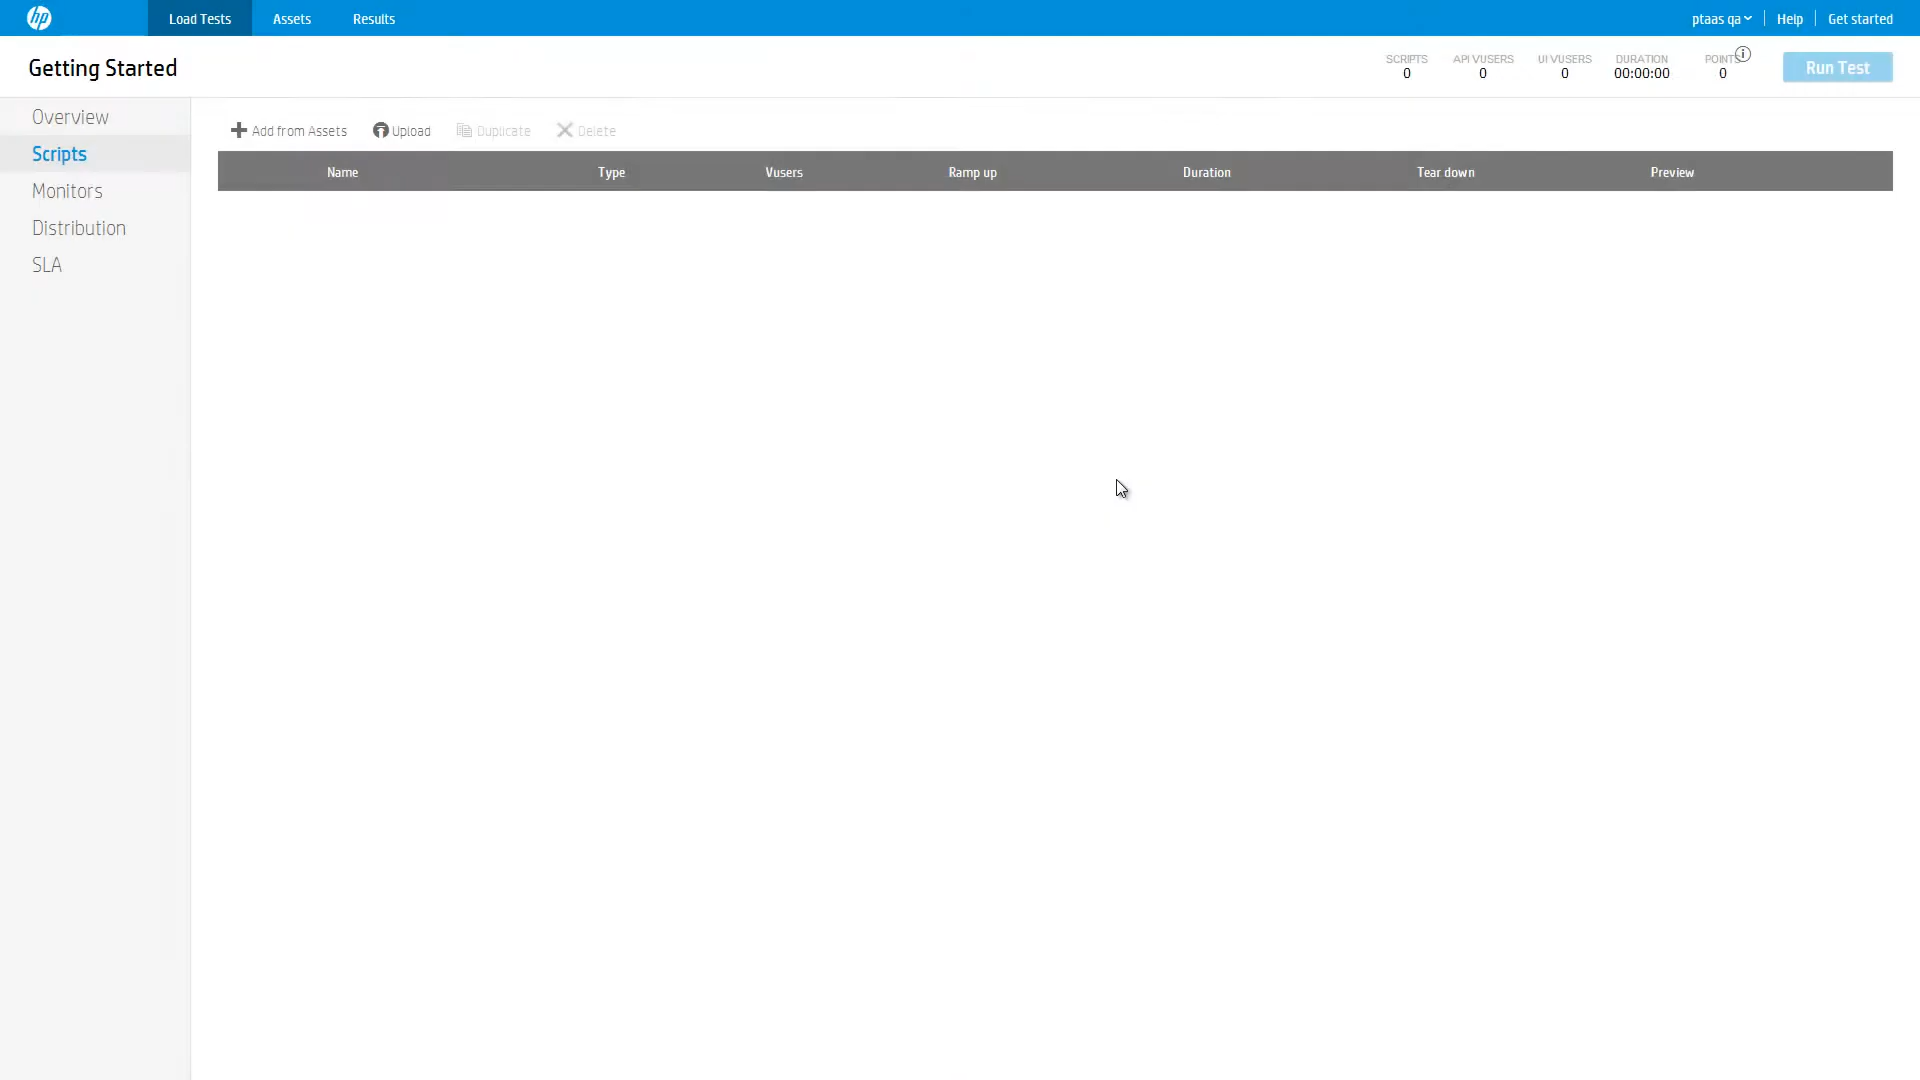 hp Load Tests Assets Results ptaas qa Help Get started
Getting Started
SCRIPTS API VUSERS UI VUSERS DURATION POINTS
0 0 0 00:00:00 0
Run Test
Overview
Scripts
Monitors
Distribution
SLA
Add from Assets Upload Duplicate Delete
Name Type Vusers Ramp up Duration Tear down Preview